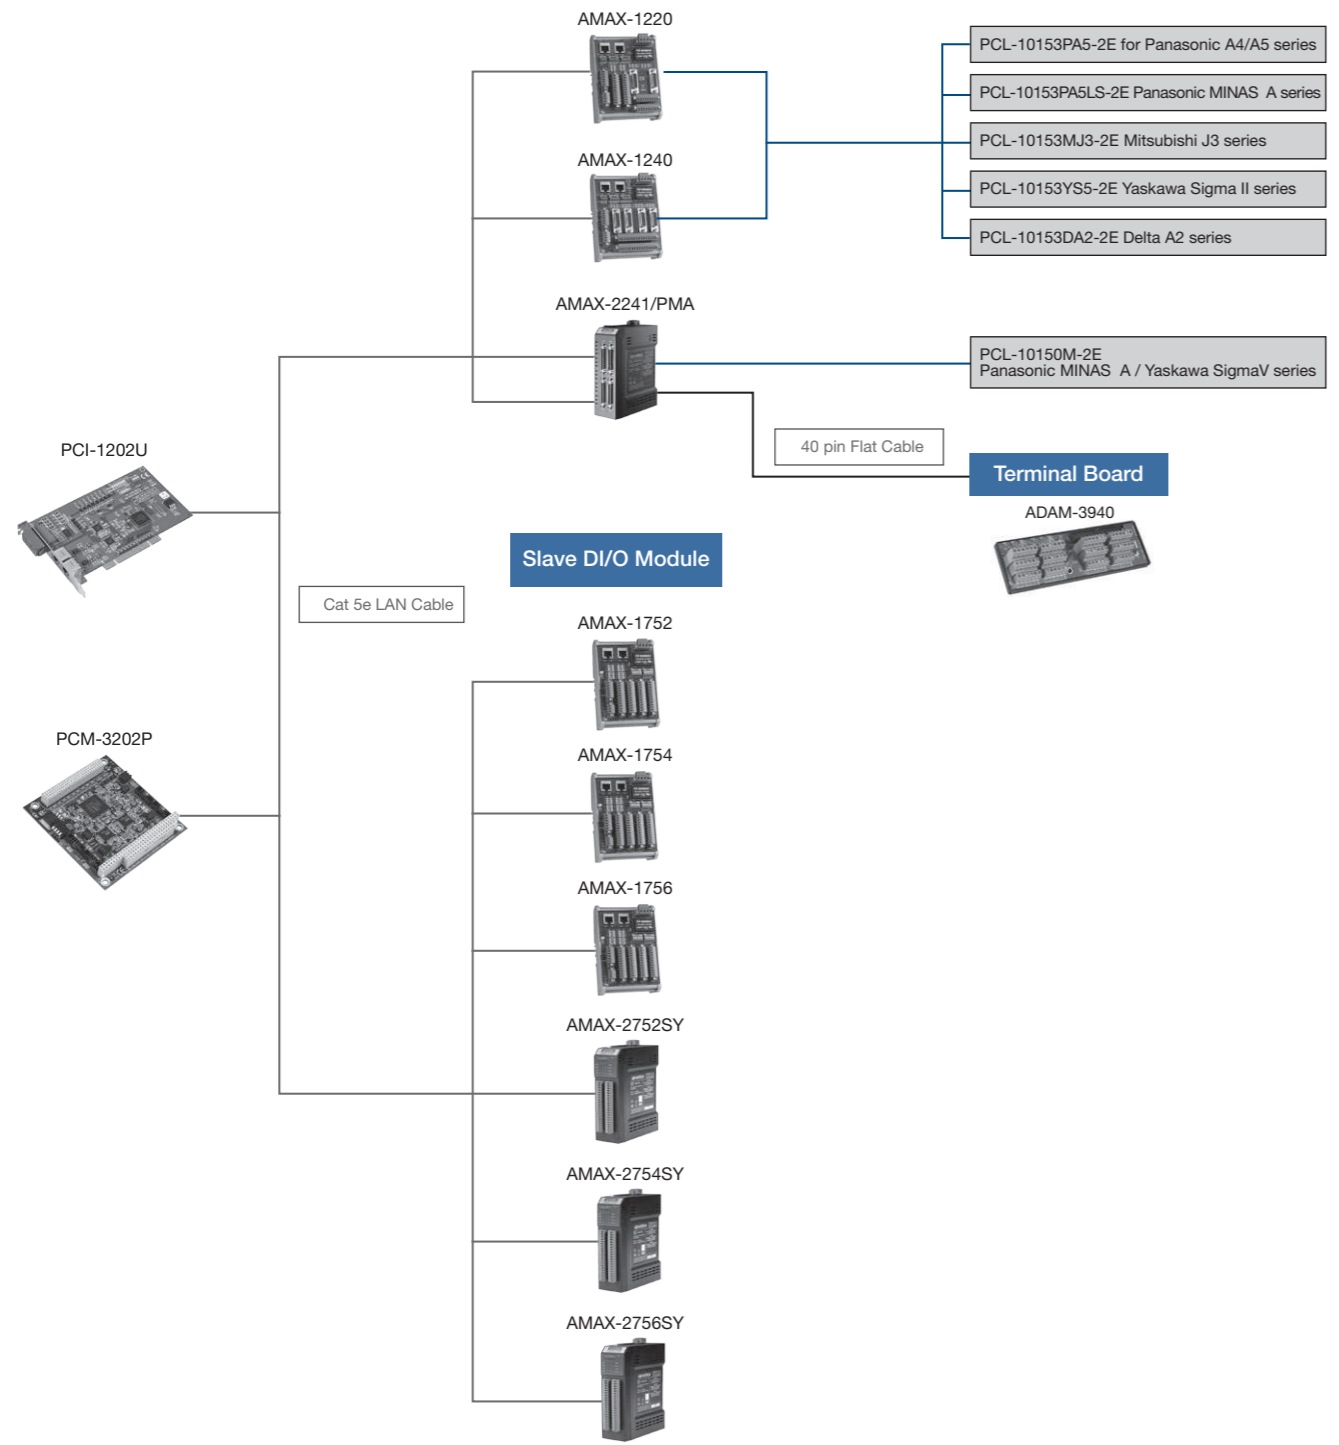 AMAX-1220
PCL-10153PA5-2E for Panasonic A4/A5 series
PCL-10153PA5LS-2E Panasonic MINAS A series
PCL-10153MJ3-2E Mitsubishi J3 series
PCL-10153YS5-2E Yaskawa Sigma II series
PCL-10153DA2-2E Delta A2 series
AMAX-1240
AMAX-2241/PMA
PCL-10150M-2E
Panasonic MINAS A / Yaskawa SigmaV series
40 pin Flat Cable
Terminal Board
ADAM-3940
PCI-1202U
Slave DI/O Module
Cat 5e LAN Cable
AMAX-1752
PCM-3202P
AMAX-1754
AMAX-1756
AMAX-2752SY
AMAX-2754SY
AMAX-2756SY